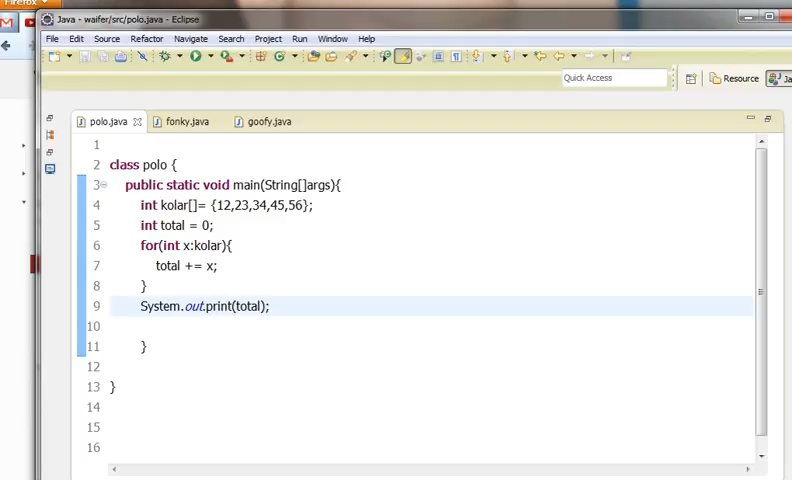 Firefox
Java - waifer/src/polo.java - Eclipse
File Edit Source Refactor Navigate Search Project Run Window Help
Quick Access
Resource
Ja
polo.java
fonky.java
goofy.java
1
2 class polo {
3 public static void main(String[]args){
4 int kolar[]= {12,23,34,45,56};
5 int total = 0;
6 for(int x:kolar){
7 total += x;
8 }
9 System.out.print(total);
10
11 }
12
13 }
14
15
16